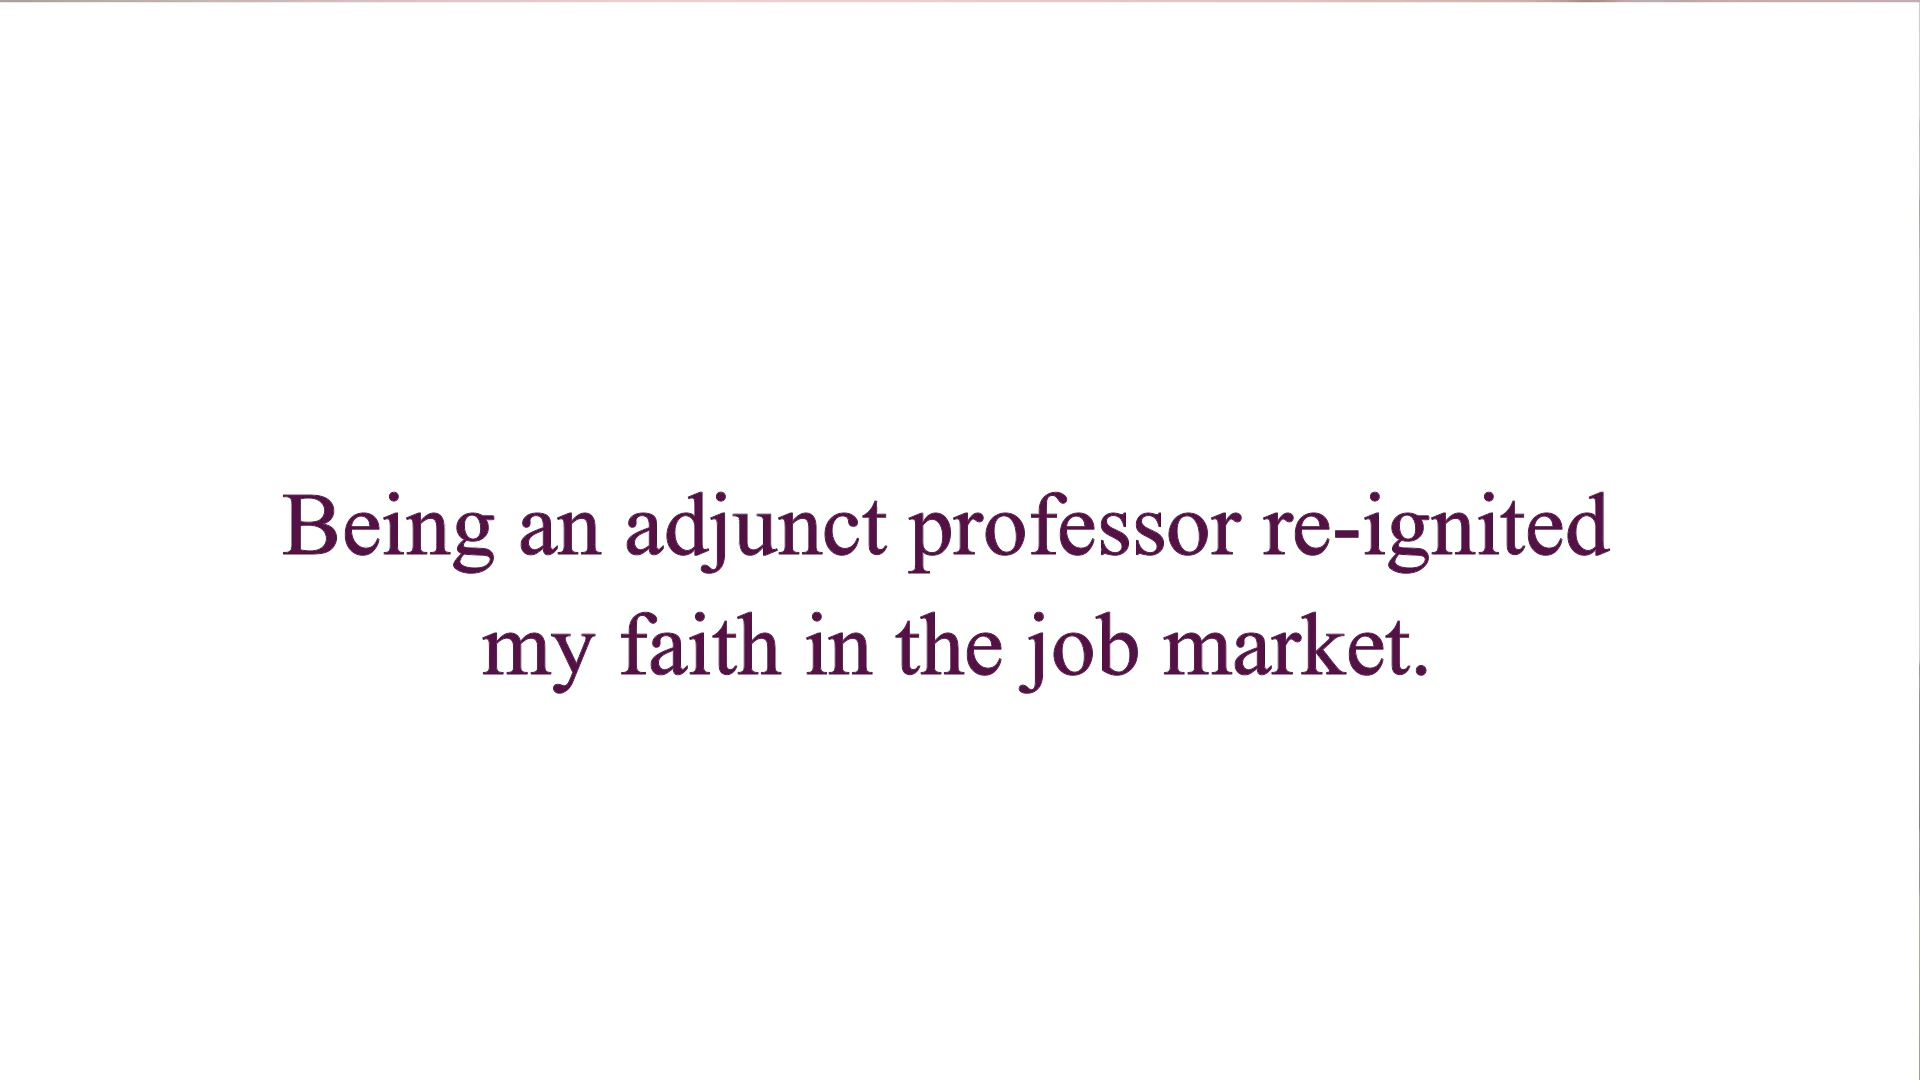 Being an adjunct professor re-ignited
my faith in the job market.